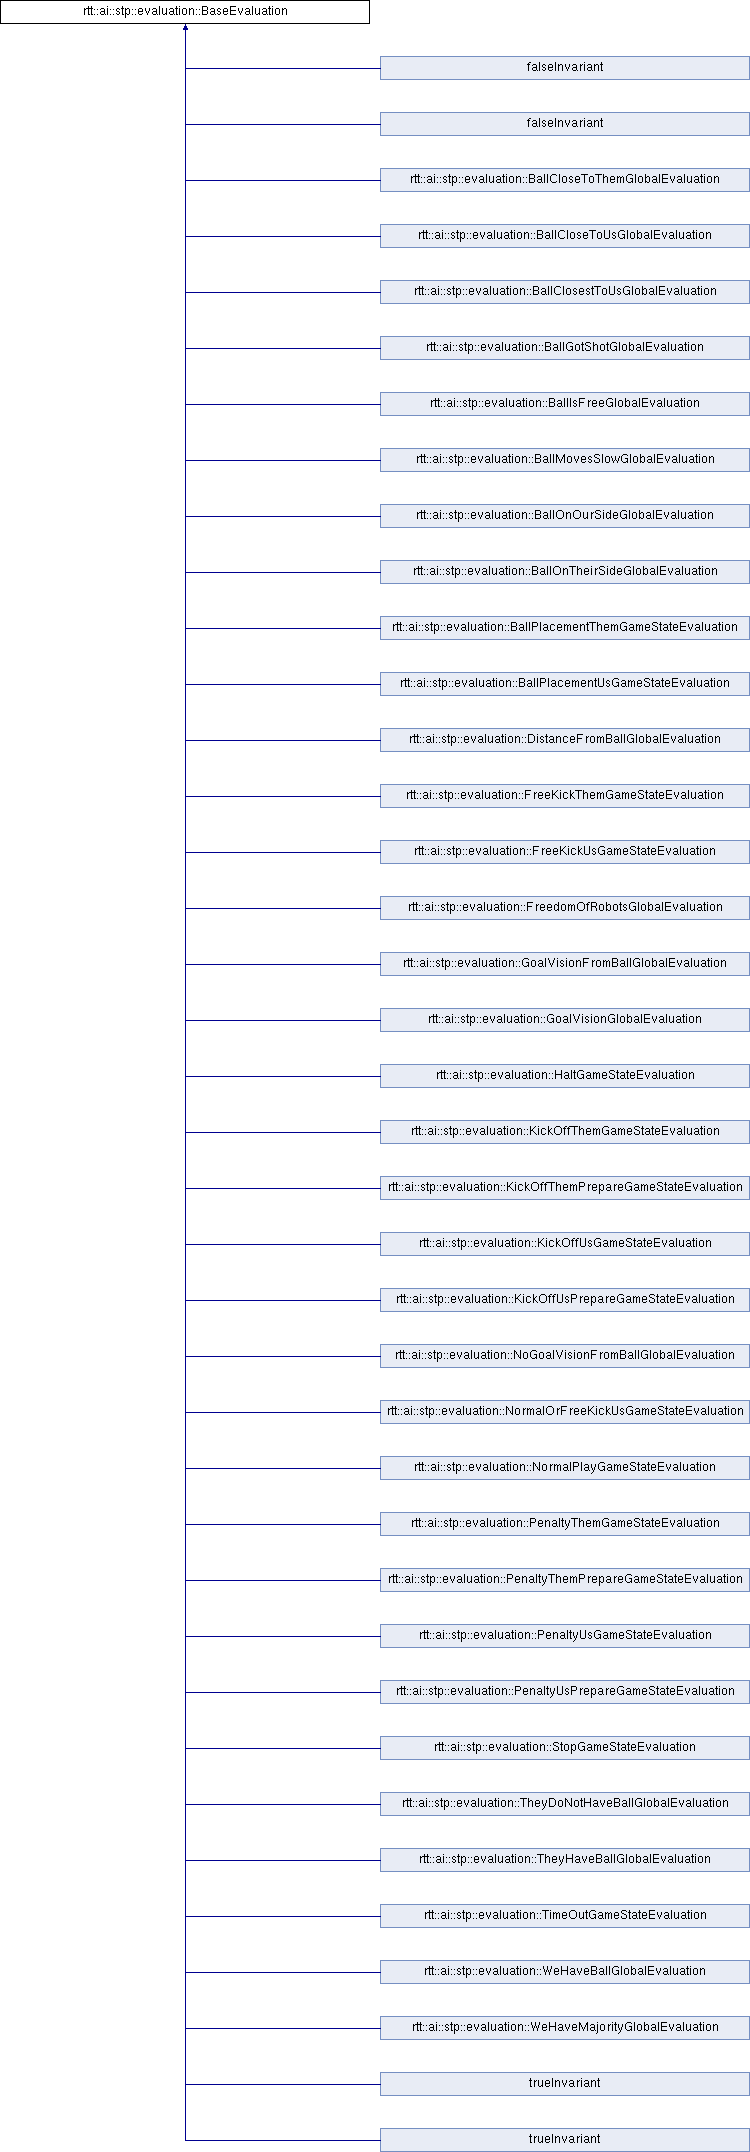 rtt::ai::stp::evaluation::BaseEvaluation
falseInvariant
falseInvariant
rtt::ai::stp::evaluation::BallCloseToThemGlobalEvaluation
rtt::ai::stp::evaluation::BallCloseToUsGlobalEvaluation
rtt::ai::stp::evaluation::BallClosestToUsGlobalEvaluation
rtt::ai::stp::evaluation::BallGotShotGlobalEvaluation
rtt::ai::stp::evaluation::BallIsFreeGlobalEvaluation
rtt::ai::stp::evaluation::BallMovesSlowGlobalEvaluation
rtt::ai::stp::evaluation::BallOnOurSideGlobalEvaluation
rtt::ai::stp::evaluation::BallOnTheirSideGlobalEvaluation
rtt::ai::stp::evaluation::BallPlacementThemGameStateEvaluation
rtt::ai::stp::evaluation::BallPlacementUsGameStateEvaluation
rtt::ai::stp::evaluation::DistanceFromBallGlobalEvaluation
rtt::ai::stp::evaluation::FreeKickThemGameStateEvaluation
rtt::ai::stp::evaluation::FreeKickUsGameStateEvaluation
rtt::ai::stp::evaluation::FreedomOfRobotsGlobalEvaluation
rtt::ai::stp::evaluation::GoalVisionFromBallGlobalEvaluation
rtt::ai::stp::evaluation::GoalVisionGlobalEvaluation
rtt::ai::stp::evaluation::HaltGameStateEvaluation
rtt::ai::stp::evaluation::KickOffThemGameStateEvaluation
rtt::ai::stp::evaluation::KickOffThemPrepareGameStateEvaluation
rtt::ai::stp::evaluation::KickOffUsGameStateEvaluation
rtt::ai::stp::evaluation::KickOffUsPrepareGameStateEvaluation
rtt::ai::stp::evaluation::NoGoalVisionFromBallGlobalEvaluation
rtt::ai::stp::evaluation::NormalOrFreeKickUsGameStateEvaluation
rtt::ai::stp::evaluation::NormalPlayGameStateEvaluation
rtt::ai::stp::evaluation::PenaltyThemGameStateEvaluation
rtt::ai::stp::evaluation::PenaltyThemPrepareGameStateEvaluation
rtt::ai::stp::evaluation::PenaltyUsGameStateEvaluation
rtt::ai::stp::evaluation::PenaltyUsPrepareGameStateEvaluation
rtt::ai::stp::evaluation::StopGameStateEvaluation
rtt::ai::stp::evaluation::TheyDoNotHaveBallGlobalEvaluation
rtt::ai::stp::evaluation::TheyHaveBallGlobalEvaluation
rtt::ai::stp::evaluation::TimeOutGameStateEvaluation
rtt::ai::stp::evaluation::WeHaveBallGlobalEvaluation
rtt::ai::stp::evaluation::WeHaveMajorityGlobalEvaluation
trueInvariant
trueInvariant